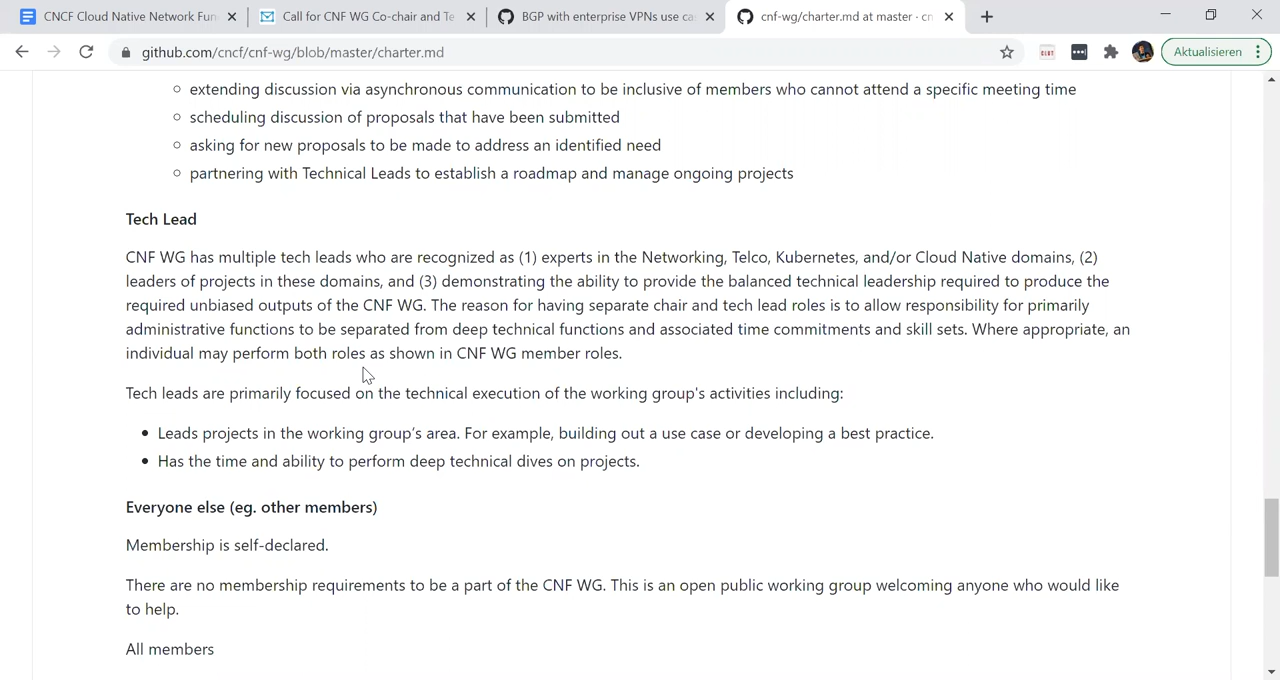 CNCF Cloud Native Network Fun
Call for CNF WG Co-chair and Te
BGP with enterprise VPNs use ca
cnf-wg/charter.md at master · cn
github.com/cncf/cnf-wg/blob/master/charter.md
Aktualisieren
extending discussion via asynchronous communication to be inclusive of members who cannot attend a specific meeting time
scheduling discussion of proposals that have been submitted
asking for new proposals to be made to address an identified need
partnering with Technical Leads to establish a roadmap and manage ongoing projects
Tech Lead
CNF WG has multiple tech leads who are recognized as (1) experts in the Networking, Telco, Kubernetes, and/or Cloud Native domains, (2)
leaders of projects in these domains, and (3) demonstrating the ability to provide the balanced technical leadership required to produce the
required unbiased outputs of the CNF WG. The reason for having separate chair and tech lead roles is to allow responsibility for primarily
administrative functions to be separated from deep technical functions and associated time commitments and skill sets. Where appropriate, an
individual may perform both roles as shown in CNF WG member roles.
Tech leads are primarily focused on the technical execution of the working group's activities including:
Leads projects in the working group's area. For example, building out a use case or developing a best practice.
Has the time and ability to perform deep technical dives on projects.
Everyone else (eg. other members)
Membership is self-declared.
There are no membership requirements to be a part of the CNF WG. This is an open public working group welcoming anyone who would like
to help.
All members